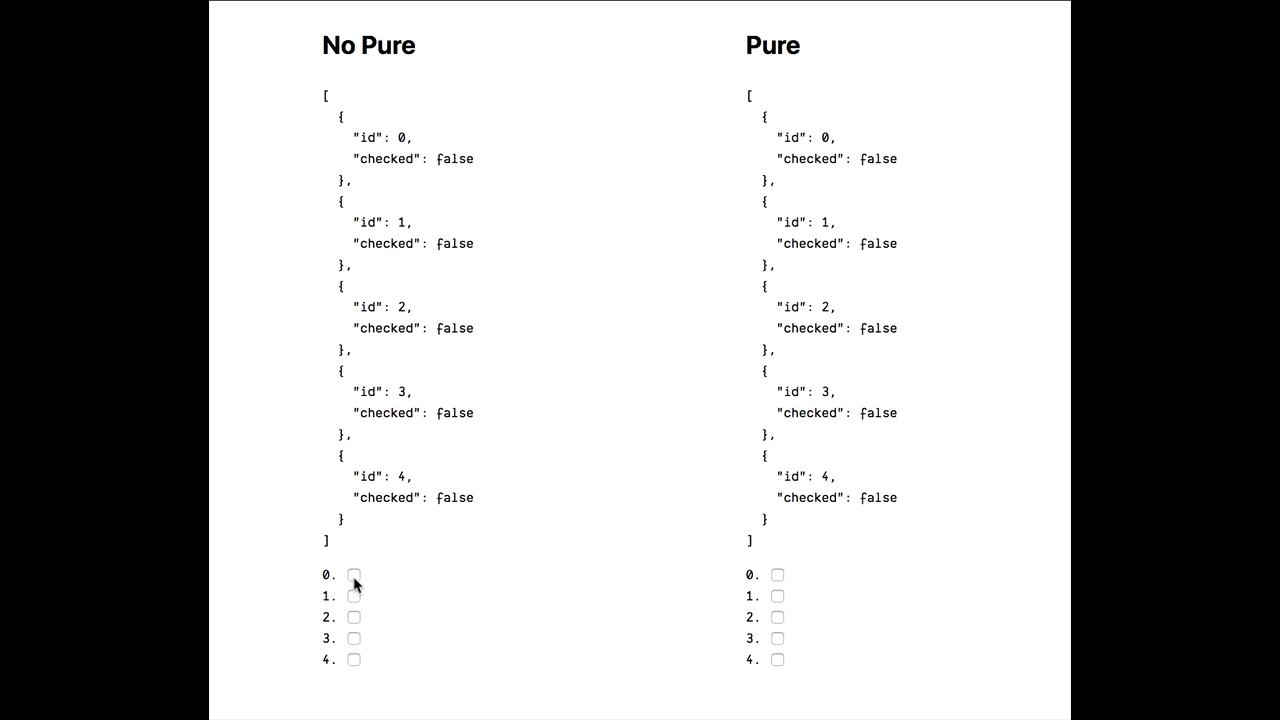 No Pure
[
  {
    "id": 0,
    "checked": false
  },
  {
    "id": 1,
    "checked": false
  },
  {
    "id": 2,
    "checked": false
  },
  {
    "id": 3,
    "checked": false
  },
  {
    "id": 4,
    "checked": false
  }
]
0.
1.
2.
3.
4.
Pure
[
  {
    "id": 0,
    "checked": false
  },
  {
    "id": 1,
    "checked": false
  },
  {
    "id": 2,
    "checked": false
  },
  {
    "id": 3,
    "checked": false
  },
  {
    "id": 4,
    "checked": false
  }
]
0.
1.
2.
3.
4.